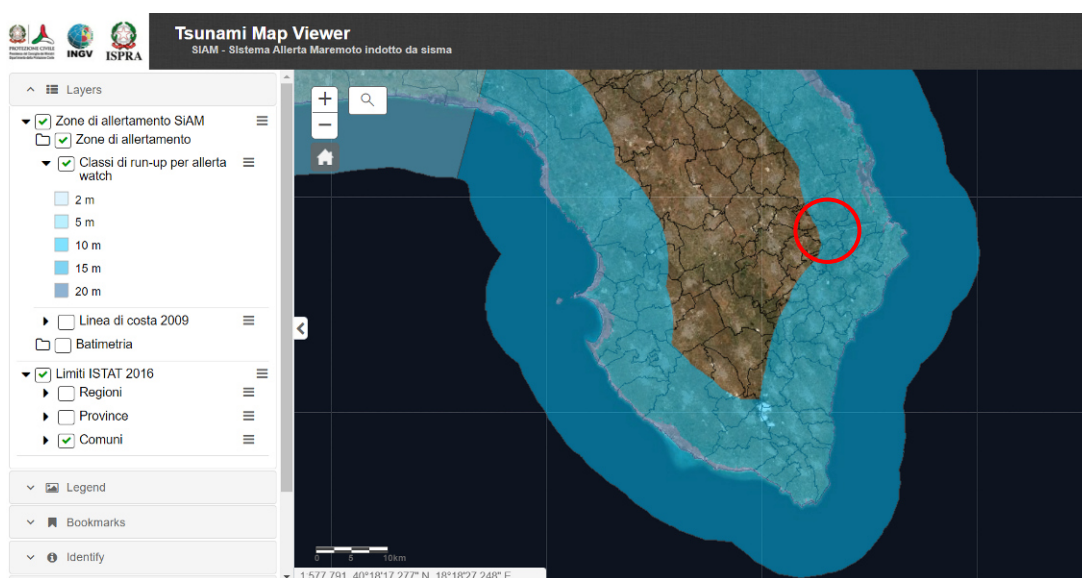 PROTEZIONE CIVILE
INGV
ISPRA
Tsunami Map Viewer
SIAM - SIstema Allerta Maremoto indotto da sisma
Layers
Zone di allertamento SiAM
Zone di allertamento
Classi di run-up per allerta
watch
2 m
5 m
10 m
15 m
20 m
Linea di costa 2009
Batimetria
Limiti ISTAT 2016
Regioni
Province
Comuni
Legend
Bookmarks
Identify
+
−
0 5 10km
1:577.791 40°18'17.277" N 18°18'27.248" E